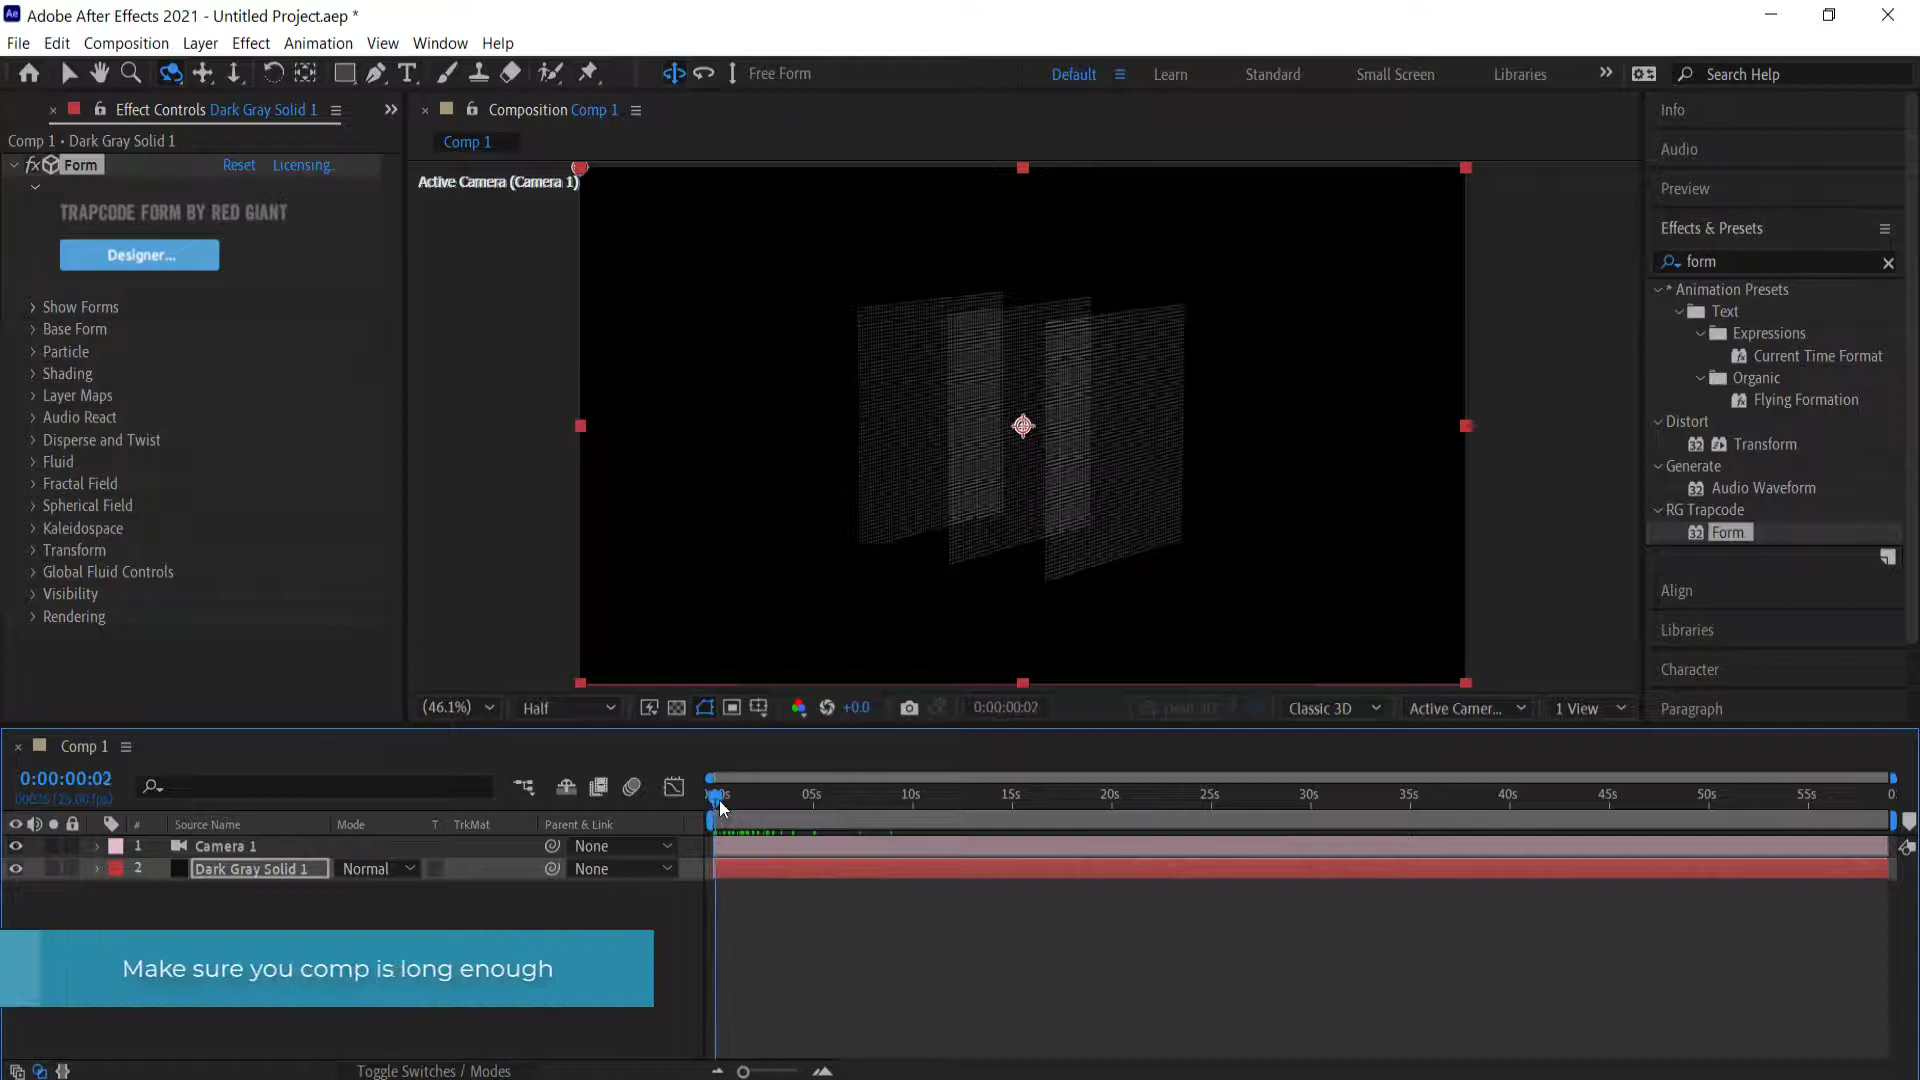 Adobe After Effects 2021 - Untitled Project.aep *
File Edit Composition Layer Effect Animation View Window Help
Free Form
Default Learn Standard Small Screen Libraries Search Help
Effect Controls Dark Gray Solid 1
Comp 1 • Dark Gray Solid 1
fx Form Reset Licensing..
TRAPCODE FORM BY RED GIANT
Designer...
Show Forms
Base Form
Particle
Shading
Layer Maps
Audio React
Disperse and Twist
Fluid
Fractal Field
Spherical Field
Kaleidospace
Transform
Global Fluid Controls
Visibility
Rendering
Composition Comp 1
Comp 1
Active Camera (Camera 1)
(46.1%) Half +0.0 0:00:00:02 Classic 3D Active Camer... 1 View
Info
Audio
Preview
Effects & Presets
form
* Animation Presets
Text
Expressions
Current Time Format
Organic
Flying Formation
Distort
32 Transform
Generate
32 Audio Waveform
RG Trapcode
32 Form
Align
Libraries
Character
Paragraph
Comp 1
0:00:00:02
05s 10s 15s 20s 25s 30s 35s 40s 45s 50s 55s
# Source Name Mode T TrkMat Parent & Link
1 Camera 1 None
2 Dark Gray Solid 1 Normal None
Make sure you comp is long enough
Toggle Switches / Modes